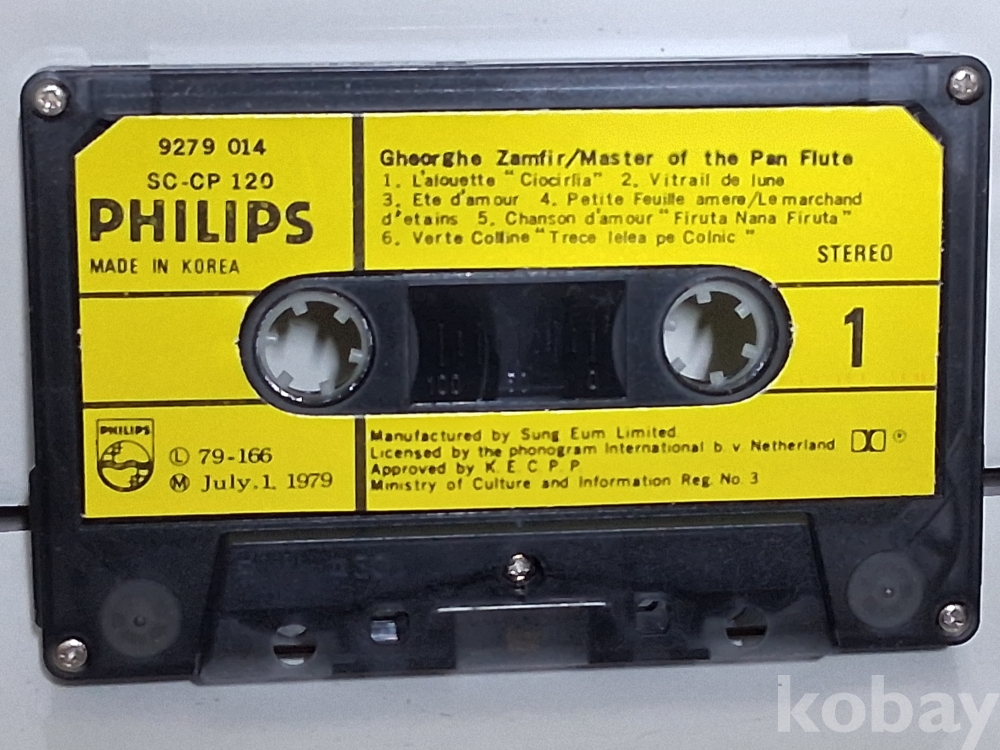 9279 014
SC-CP 120
PHILIPS
MADE IN KOREA
Gheorghe Zamfir/Master of the Pan Flute
1. L'alouette "Ciocirlia" 2. Vitrail de lune
3. Ete d'amour 4. Petite Feuille amere/Le marchand
d'etains 5. Chanson d'amour "Firuta Nana Firuta"
6. Verte Colline "Trece lelea pe Colnic"
STEREO
1
100
PHILIPS
Ⓛ 79-166
Ⓜ July.1. 1979
Manufactured by Sung Eum Limited.
Licensed by the phonogram International b.v. Netherland
Approved by K.E.C.P.P
Ministry of Culture and Information Reg. No. 3
kobay